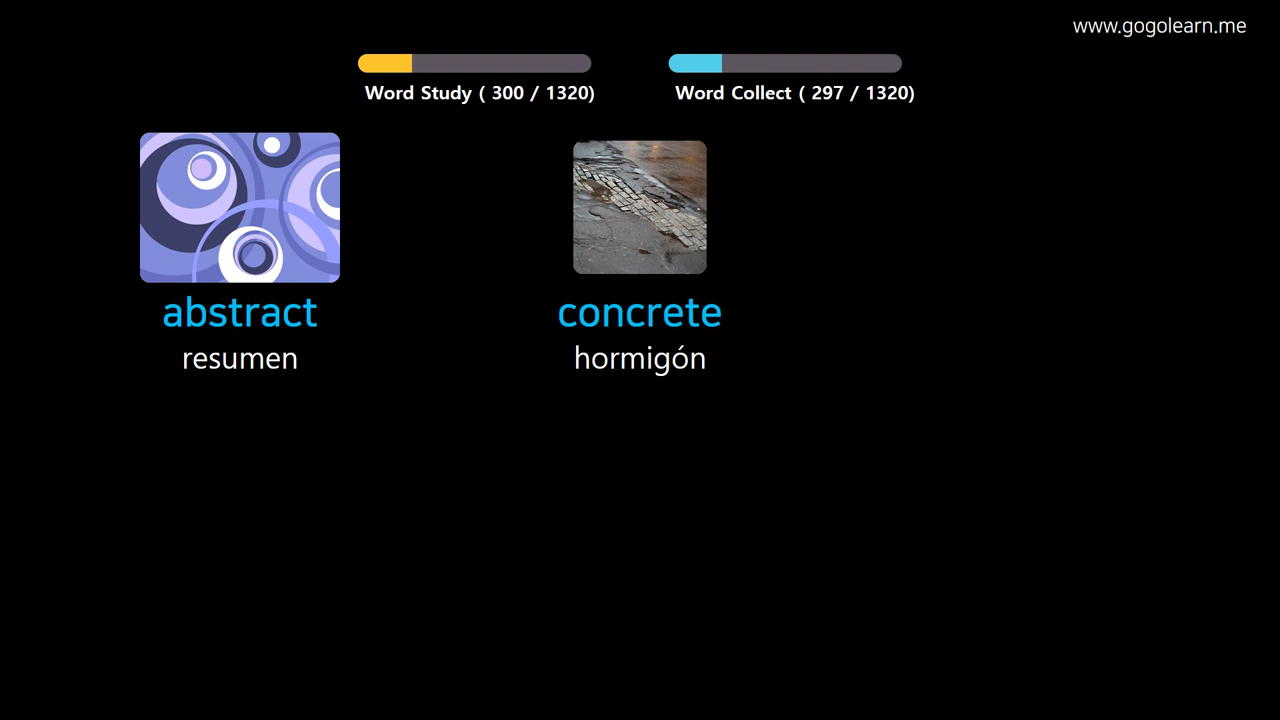 www.gogolearn.me
Word Study ( 300 / 1320)
Word Collect ( 297 / 1320)
abstract
resumen
concrete
hormigón